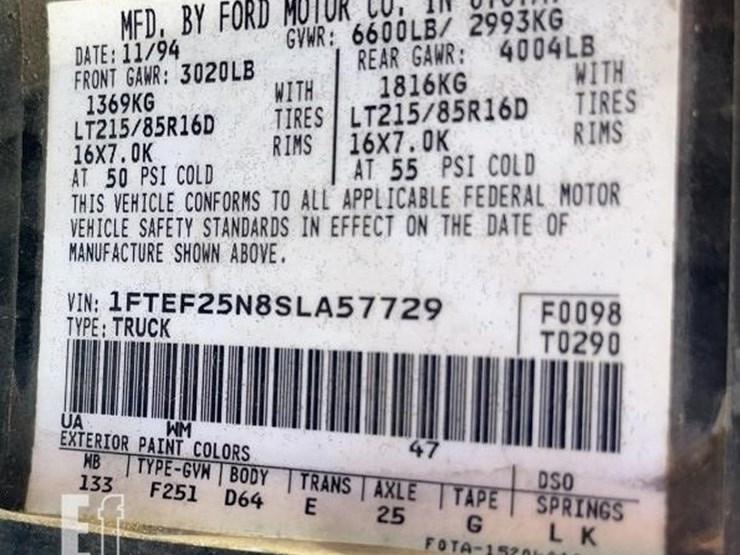 MFD. BY FORD MOTOR CO. IN
DATE: 11/94 GVWR: 6600LB/ 2993KG
FRONT GAWR: 3020LB REAR GAWR: 4004LB
1369KG WITH 1816KG WITH
LT215/85R16D TIRES LT215/85R16D TIRES
16X7.0K RIMS 16X7.0K RIMS
AT 50 PSI COLD AT 55 PSI COLD
THIS VEHICLE CONFORMS TO ALL APPLICABLE FEDERAL MOTOR
VEHICLE SAFETY STANDARDS IN EFFECT ON THE DATE OF
MANUFACTURE SHOWN ABOVE.
VIN: 1FTEF25N8SLA57729 F0098
TYPE: TRUCK T0290
UA WM 47
EXTERIOR PAINT COLORS DSO
WB TYPE-GVW BODY TRANS AXLE TAPE SPRINGS
133 F251 D64 E 25 G L K
Ef